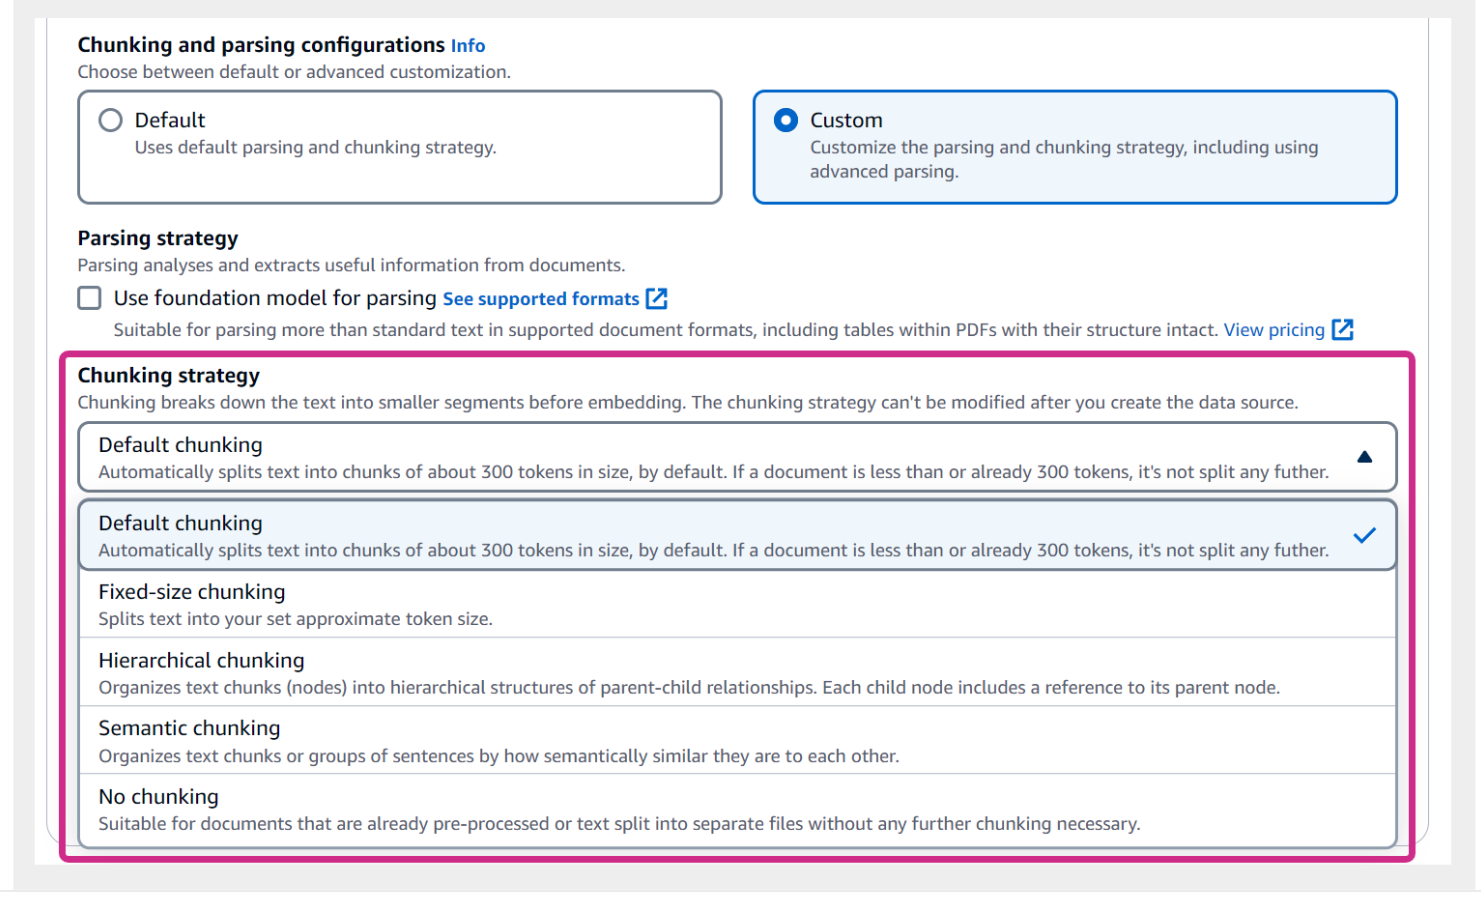 Chunking and parsing configurations Info
Choose between default or advanced customization.
Default
Uses default parsing and chunking strategy.
Custom
Customize the parsing and chunking strategy, including using
advanced parsing.
Parsing strategy
Parsing analyses and extracts useful information from documents.
Use foundation model for parsing See supported formats
Suitable for parsing more than standard text in supported document formats, including tables within PDFs with their structure intact. View pricing
Chunking strategy
Chunking breaks down the text into smaller segments before embedding. The chunking strategy can't be modified after you create the data source.
Default chunking
Automatically splits text into chunks of about 300 tokens in size, by default. If a document is less than or already 300 tokens, it's not split any futher.
Default chunking
Automatically splits text into chunks of about 300 tokens in size, by default. If a document is less than or already 300 tokens, it's not split any futher.
Fixed-size chunking
Splits text into your set approximate token size.
Hierarchical chunking
Organizes text chunks (nodes) into hierarchical structures of parent-child relationships. Each child node includes a reference to its parent node.
Semantic chunking
Organizes text chunks or groups of sentences by how semantically similar they are to each other.
No chunking
Suitable for documents that are already pre-processed or text split into separate files without any further chunking necessary.